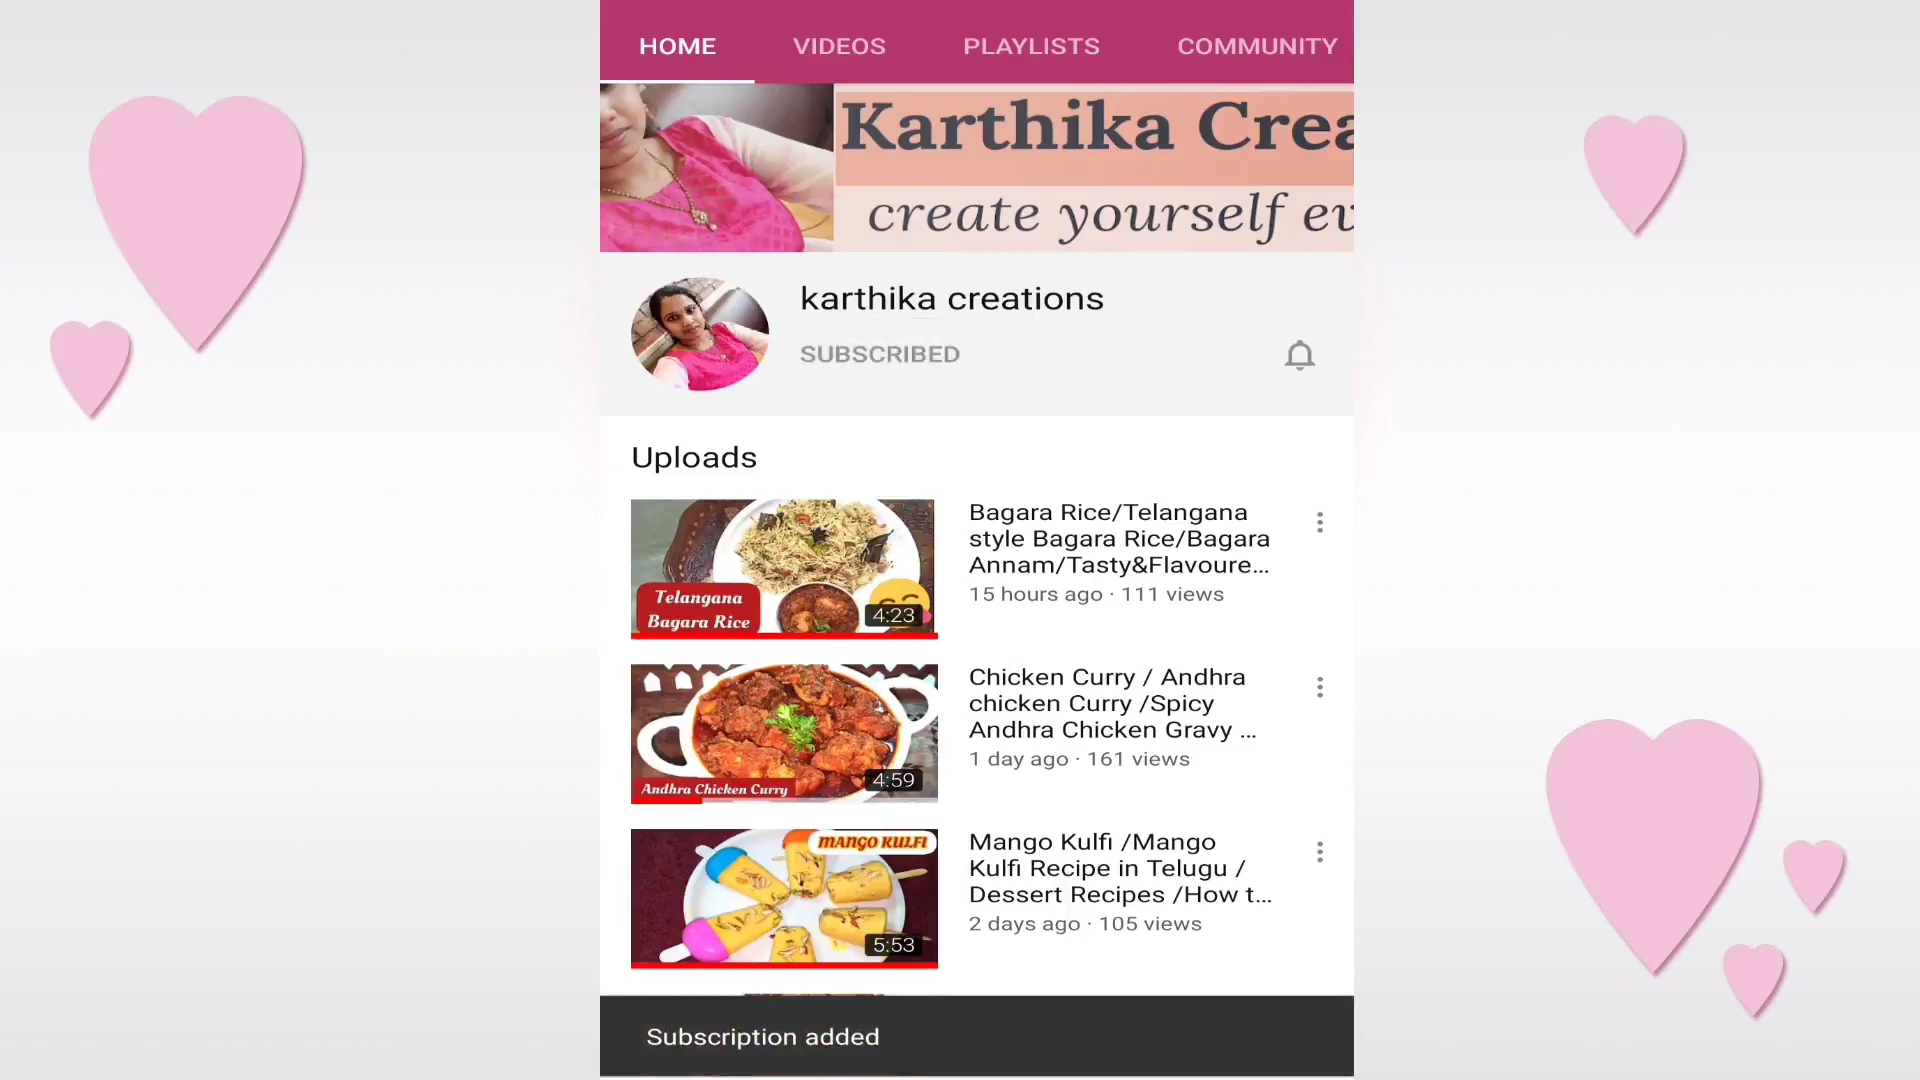 HOME VIDEOS PLAYLISTS COMMUNITY
Karthika Crea
create yourself ev
karthika creations
SUBSCRIBED
Uploads
Telangana
Bagara Rice
4:23
Bagara Rice/Telangana
style Bagara Rice/Bagara
Annam/Tasty&Flavoure...
15 hours ago · 111 views
Andhra Chicken Curry
4:59
Chicken Curry / Andhra
chicken Curry /Spicy
Andhra Chicken Gravy ...
1 day ago · 161 views
MANGO KULFI
5:53
Mango Kulfi /Mango
Kulfi Recipe in Telugu /
Dessert Recipes /How t...
2 days ago · 105 views
Subscription added